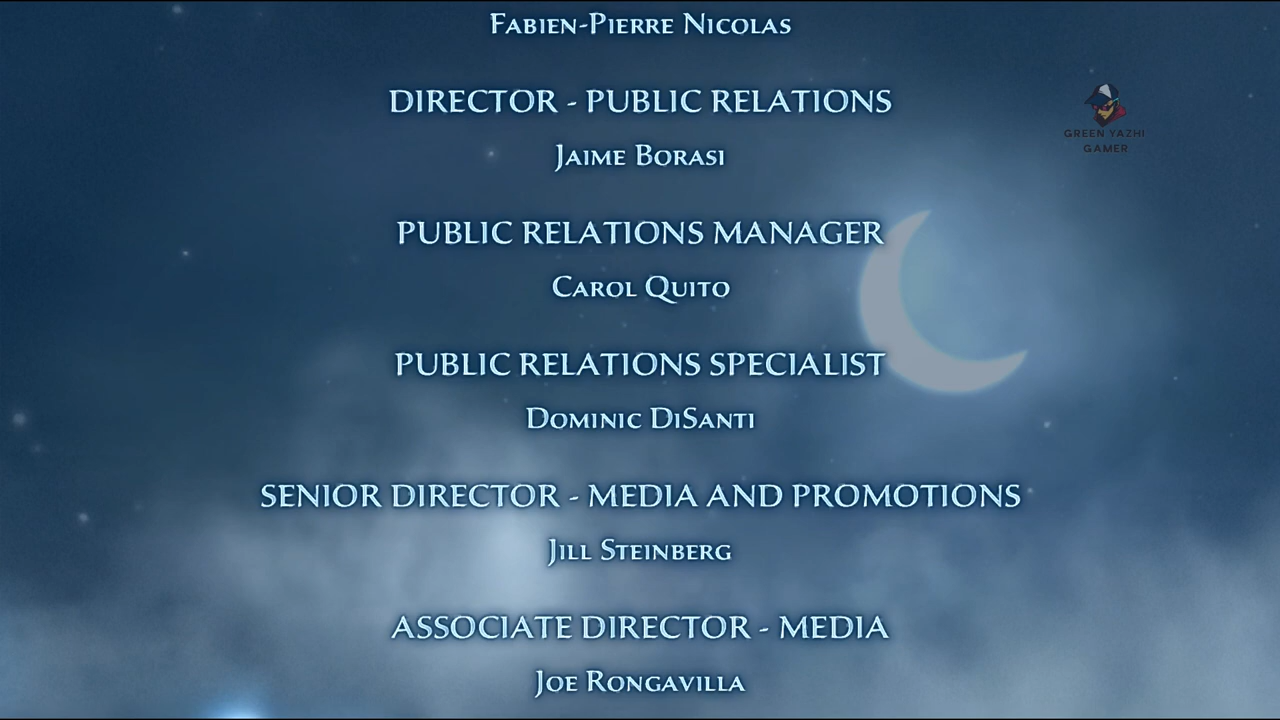 Fabien-Pierre Nicolas
DIRECTOR - PUBLIC RELATIONS
Jaime Borasi
PUBLIC RELATIONS MANAGER
Carol Quito
PUBLIC RELATIONS SPECIALIST
Dominic DiSanti
SENIOR DIRECTOR - MEDIA AND PROMOTIONS
Jill Steinberg
ASSOCIATE DIRECTOR - MEDIA
Joe Rongavilla
GREEN YAZHI
GAMER